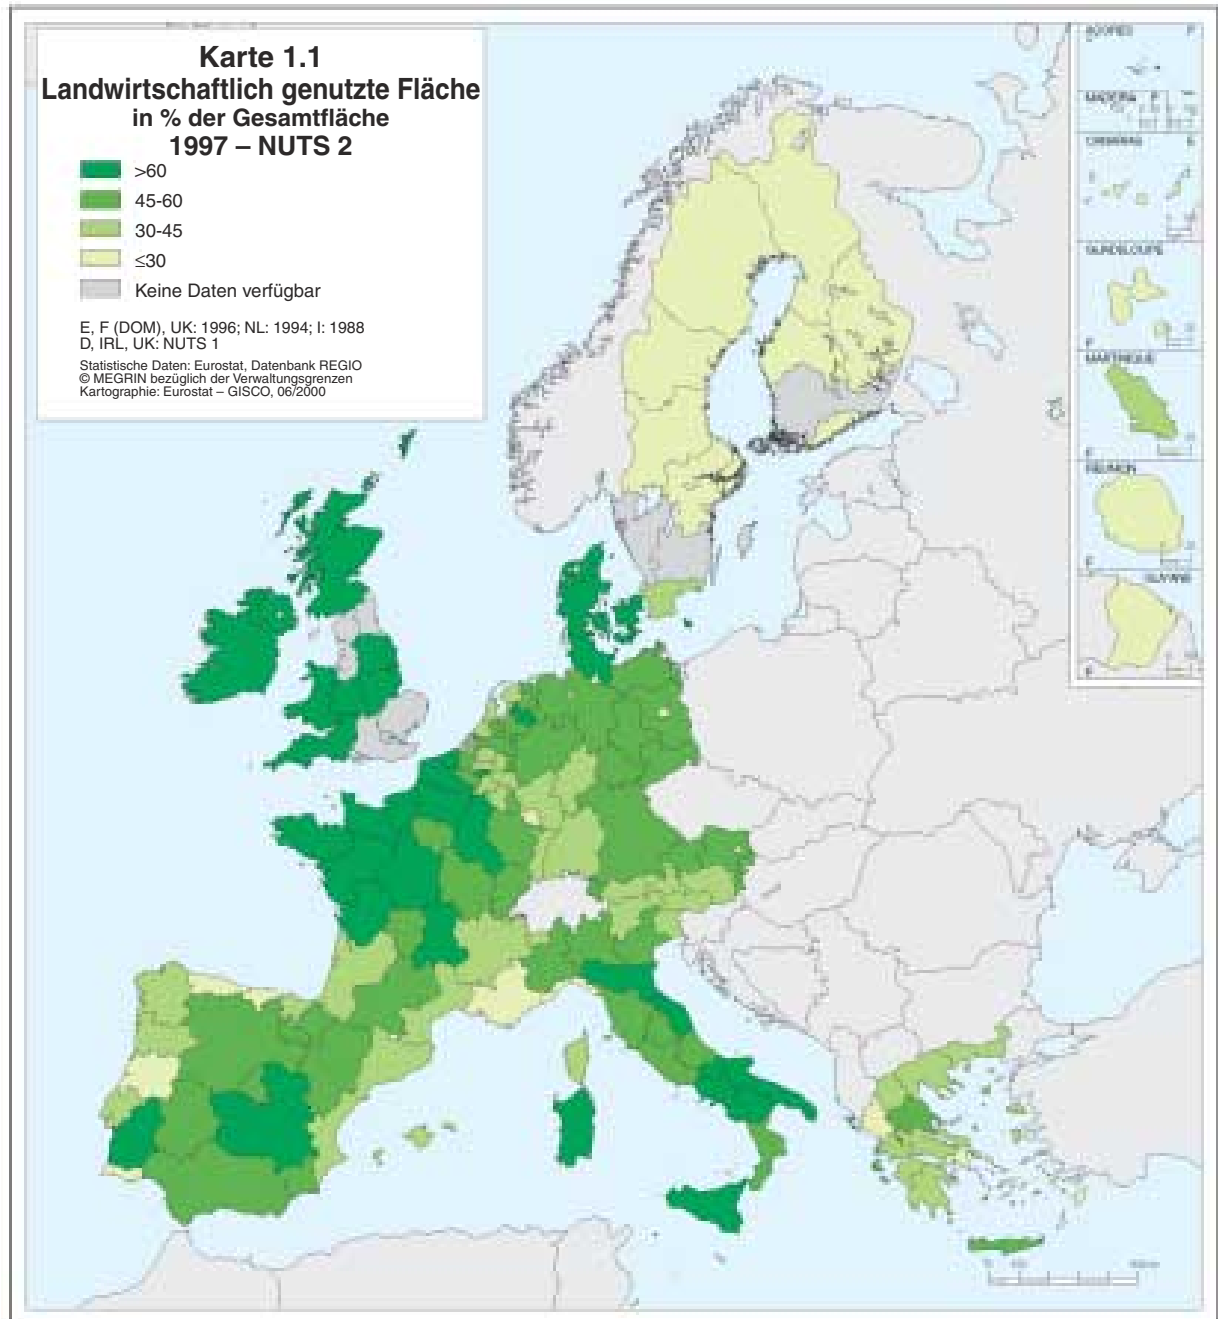 Karte 1.1
Landwirtschaftlich genutzte Fläche
in % der Gesamtfläche
1997 – NUTS 2
>60
45-60
30-45
≤30
Keine Daten verfügbar
E, F (DOM), UK: 1996; NL: 1994; I: 1988
D, IRL, UK: NUTS 1
Statistische Daten: Eurostat, Datenbank REGIO
© MEGRIN bezüglich der Verwaltungsgrenzen
Kartographie: Eurostat – GISCO, 06/2000
MADEIRA P
GUADELOUPE
F
MARTINIQUE
F
REUNION
F
GUYANE
F